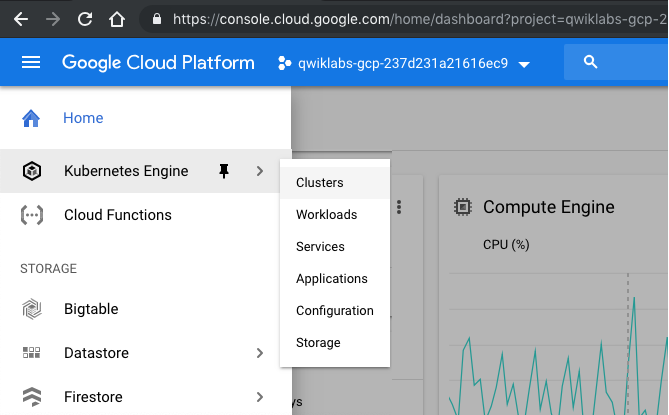 https://console.cloud.google.com/home/dashboard?project=qwiklabs-gcp-2
Google Cloud Platform
qwiklabs-gcp-237d231a21616ec9
Home
Kubernetes Engine
Cloud Functions
STORAGE
Bigtable
Datastore
Firestore
Clusters
Workloads
Services
Applications
Configuration
Storage
Compute Engine
CPU (%)